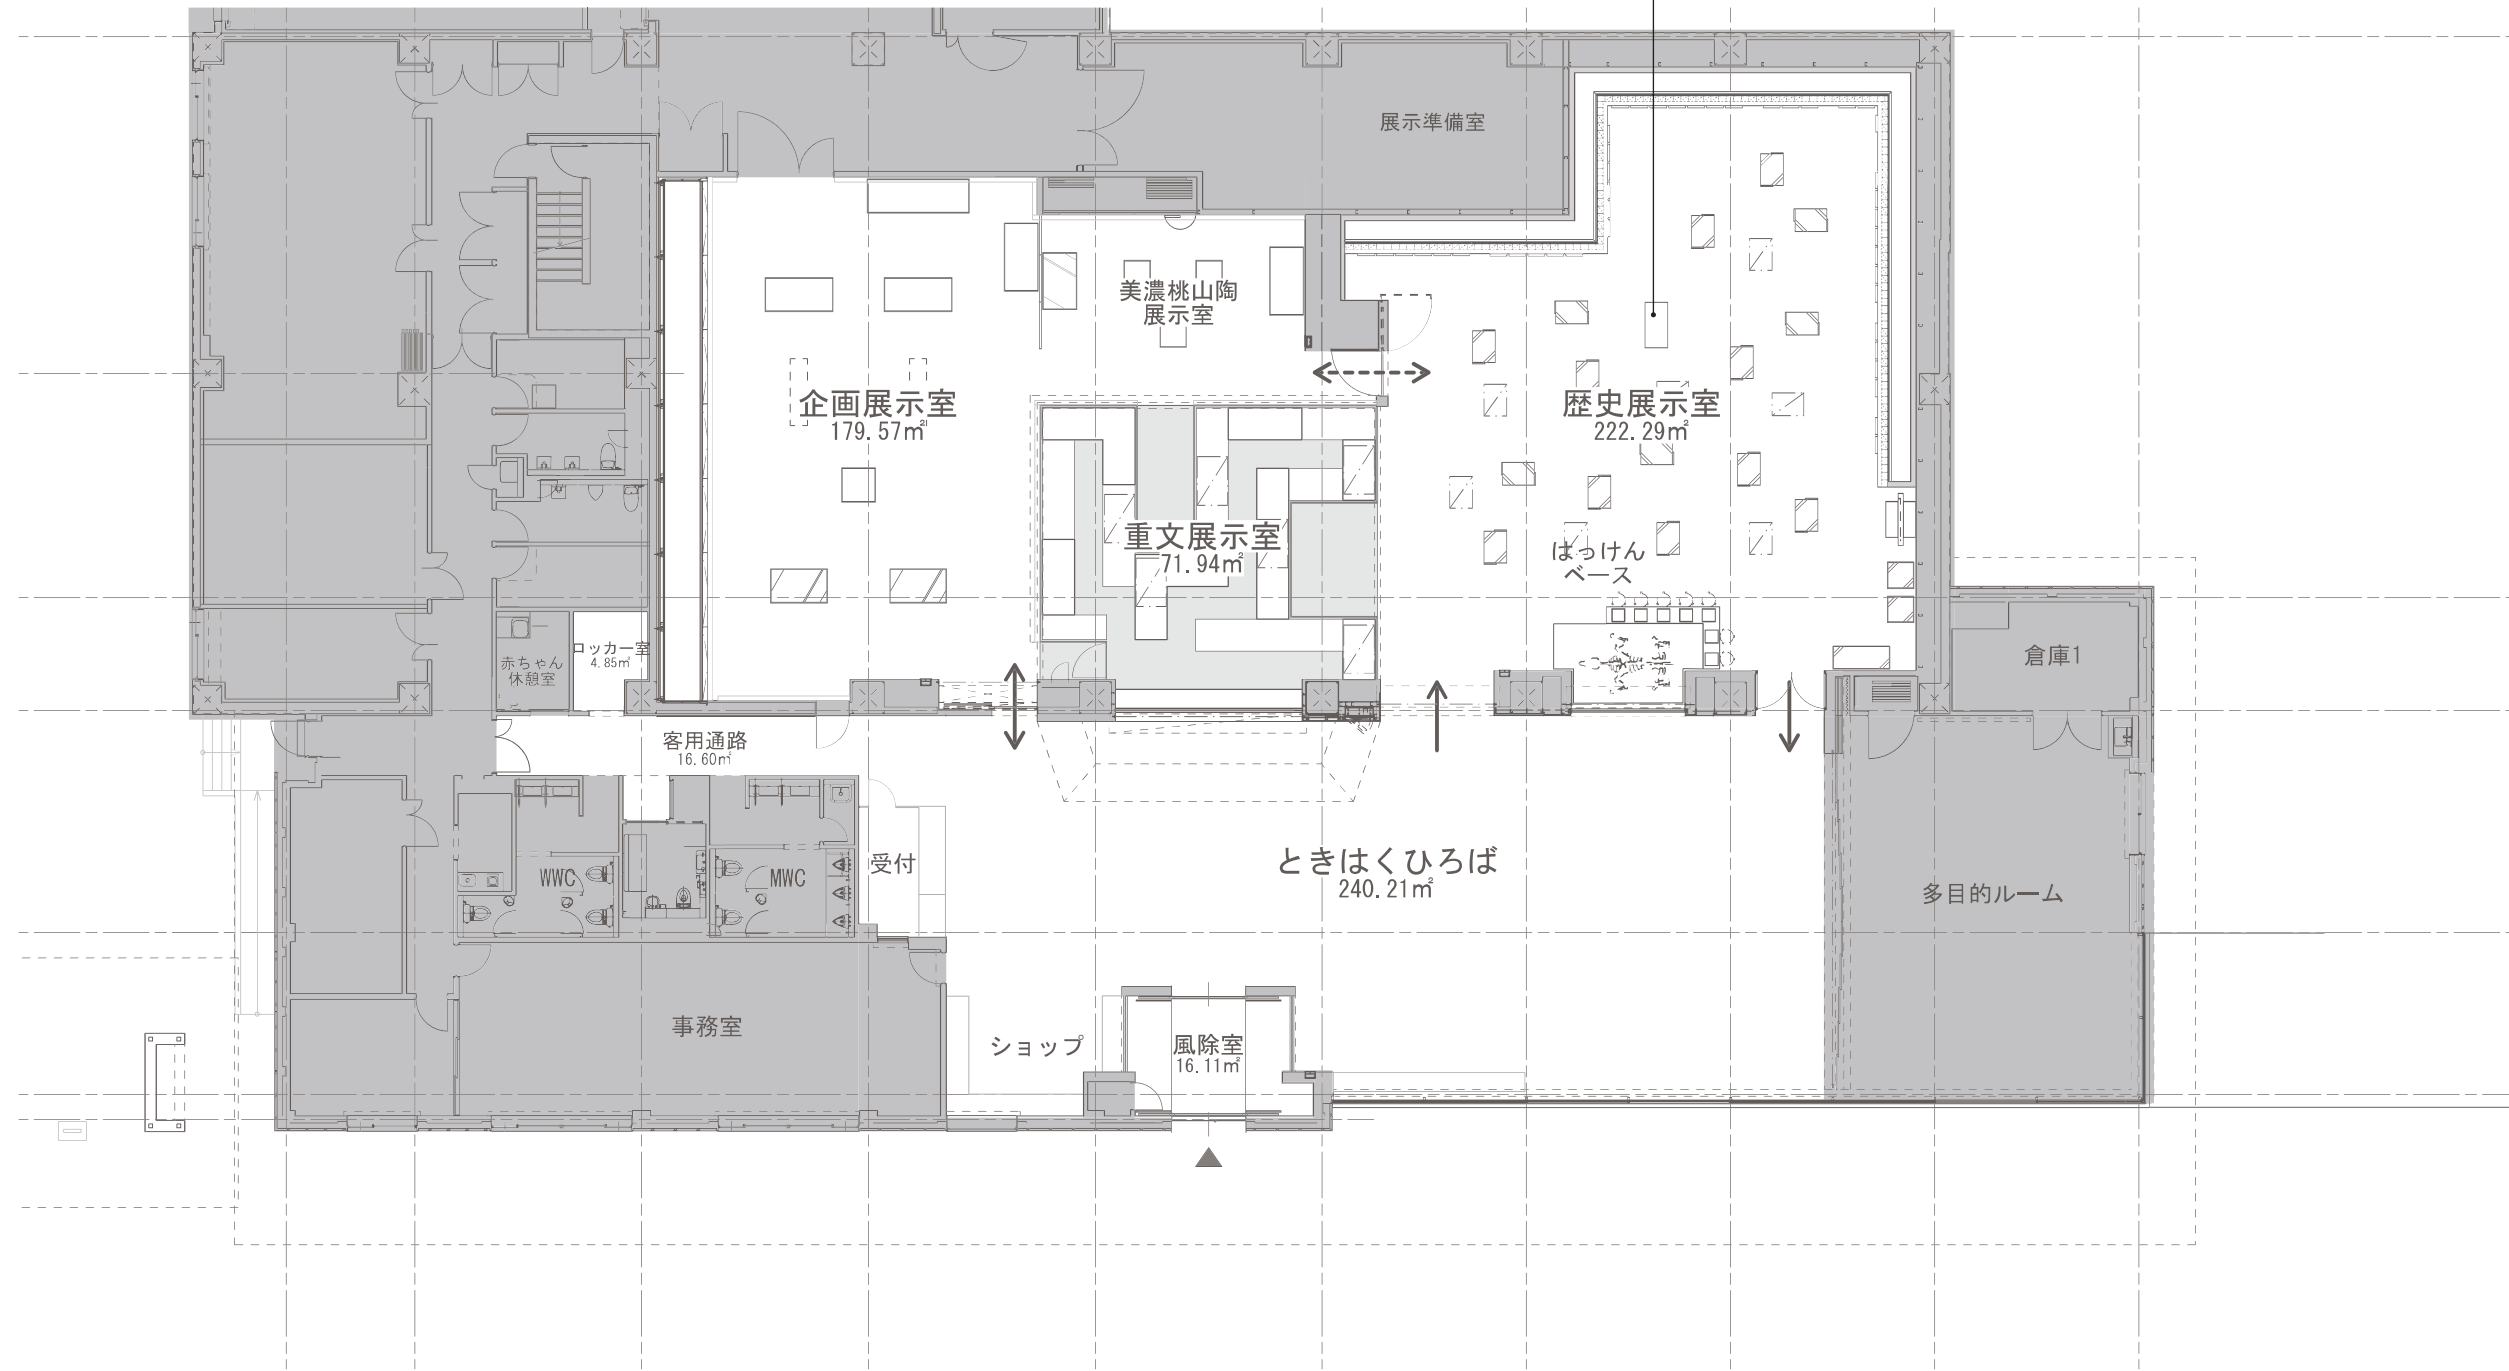 展示準備室
美濃桃山陶
展示室
企画展示室
179.57㎡
歴史展示室
222.29㎡
重文展示室
71.94㎡
はっけん
ベース
ロッカー室
4.85㎡
赤ちゃん
休憩室
倉庫1
客用通路
16.60㎡
受付
WWC
MWC
ときはくひろば
240.21㎡
多目的ルーム
事務室
ショップ
風除室
16.11㎡